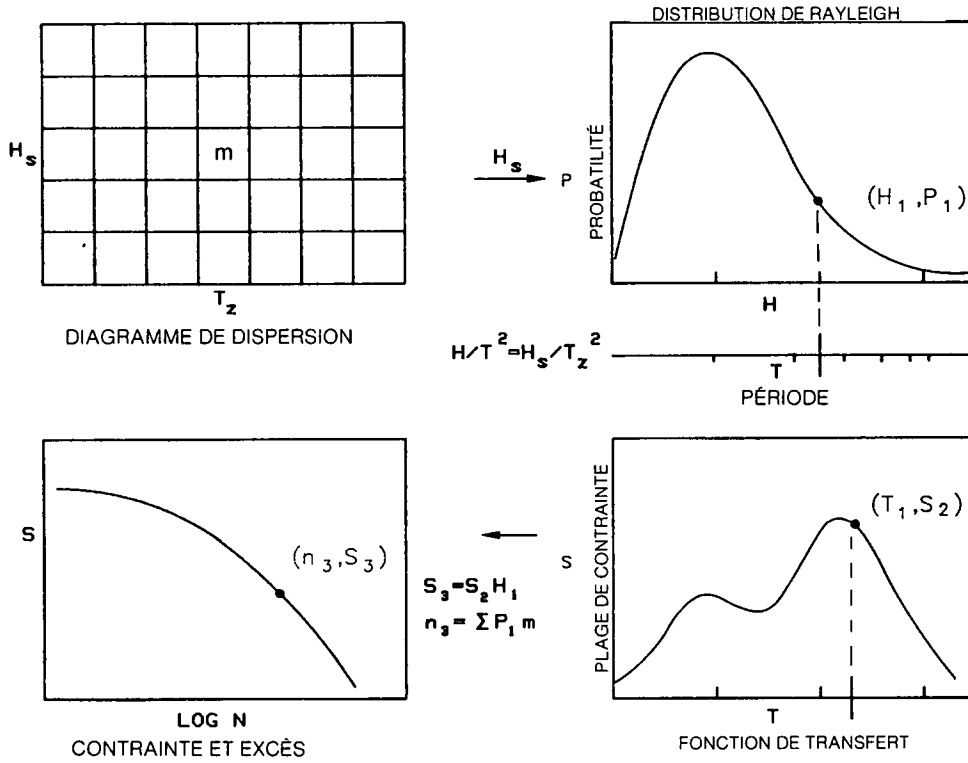 H_s
m
T_z
DIAGRAMME DE DISPERSION
H_s
DISTRIBUTION DE RAYLEIGH
P
PROBATILITÉ
(H_1 ,P_1)
H
H/T^2=H_s/T_z^2
T
PÉRIODE
S
(n_3,S_3)
LOG N
CONTRAINTE ET EXCÈS
S_3=S_2H_1
n_3= ∑P_1m
S
PLAGE DE CONTRAINTE
(T_1,S_2)
T
FONCTION DE TRANSFERT